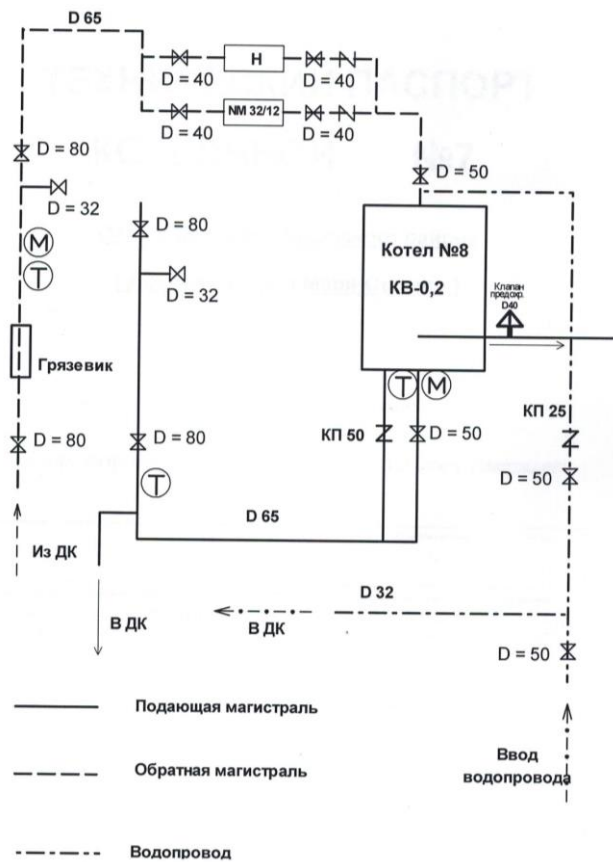 D 65
H
D = 40
D = 40
NM 32/12
D = 40
D = 40
D = 80
D = 50
D = 32
D = 80
М
Т
D = 32
Котел №8
КВ-0,2
Клапан
предохр.
D40
Грязевик
Т
М
КП 50
D = 50
КП 25
D = 80
D = 80
D = 50
Т
D 65
Из ДК
D 32
В ДК
В ДК
D = 50
Подающая магистраль
Ввод
водопровода
Обратная магистраль
Водопровод